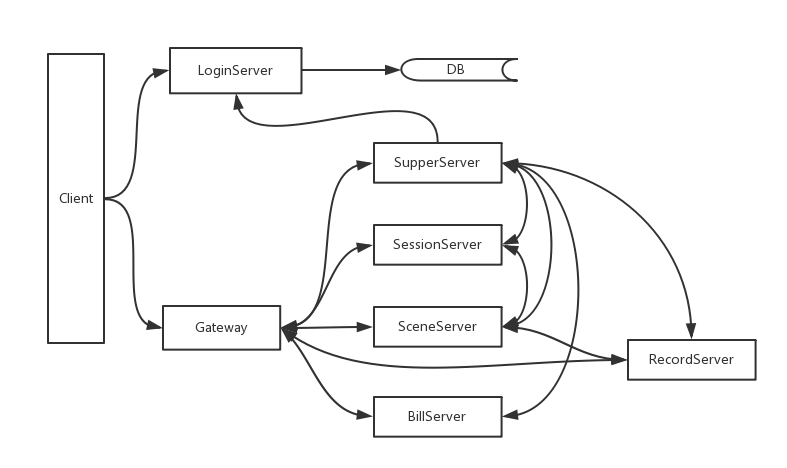 LoginServer
DB
SupperServer
Client
SessionServer
Gateway
SceneServer
RecordServer
BillServer